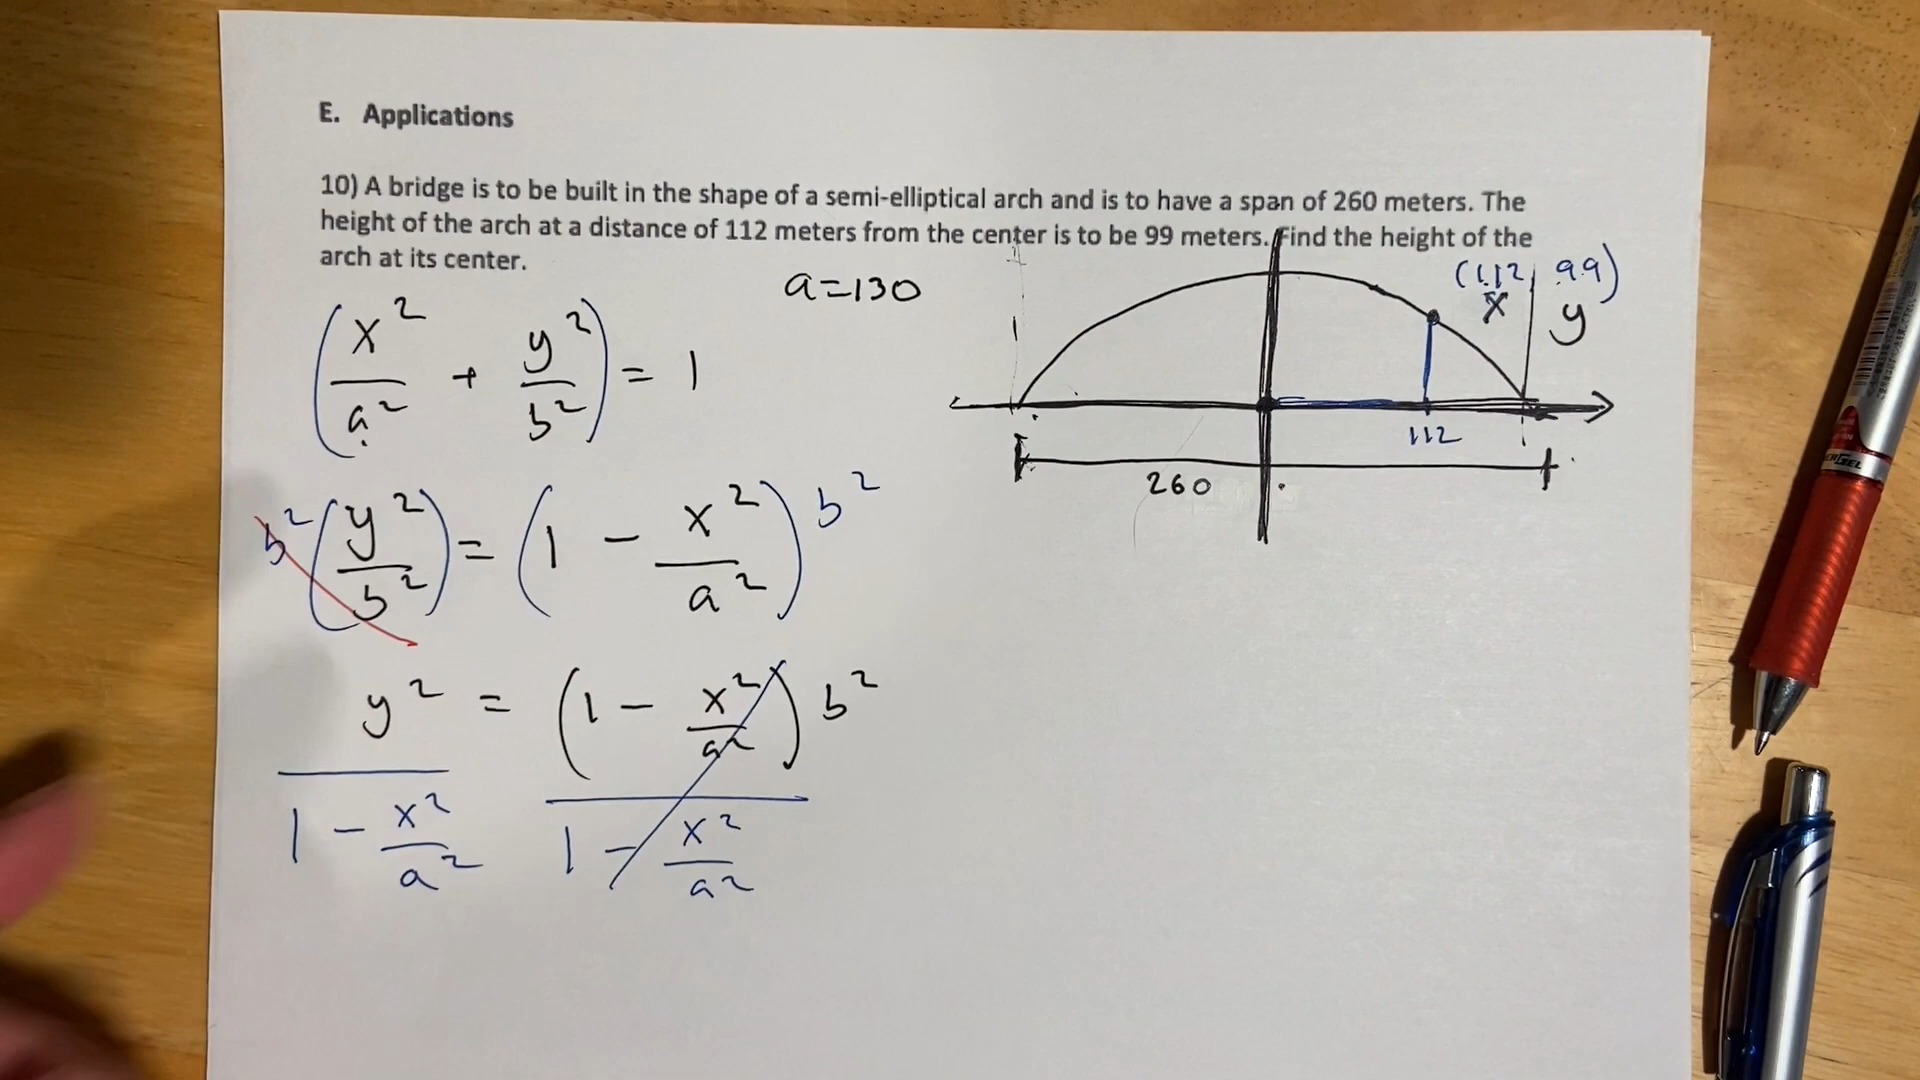 E. Applications
10) A bridge is to be built in the shape of a semi-elliptical arch and is to have a span of 260 meters. The
height of the arch at a distance of 112 meters from the center is to be 99 meters. Find the height of the
arch at its center.
a=130
(112, 99)
x y
(x²/a² + y²/b²) = 1
112
260
b²(y²/b²) = (1 - x²/a²) b²
y² = (1 - x²/a²) b²
1 - x²/a² 1 - x²/a²